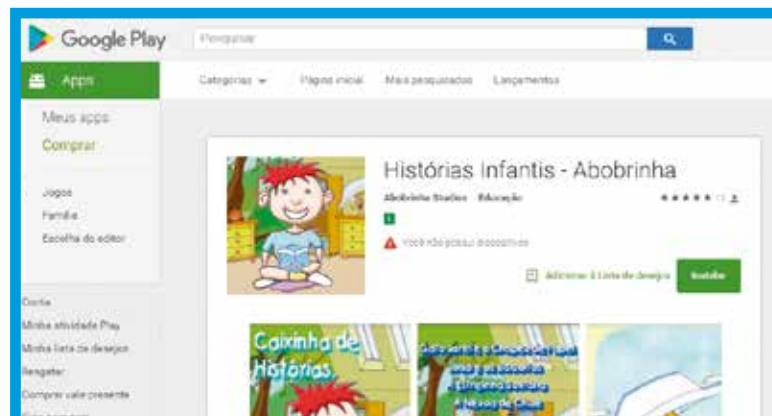 Google Play
Pesquisar
Apps
Categorias
Página inicial
Mais pesquisados
Lançamentos
Meus apps
Comprar
Jogos
Família
Escolha do editor
Histórias Infantis - Abobrinha
Abobrinha Studios Educação
Você não possui dispositivos
Adicionar à Lista de desejos
Instalar
Conta
Minha atividade Play
Minha lista de desejos
Resgatar
Comprar vale-presente
Caixinha de
Histórias